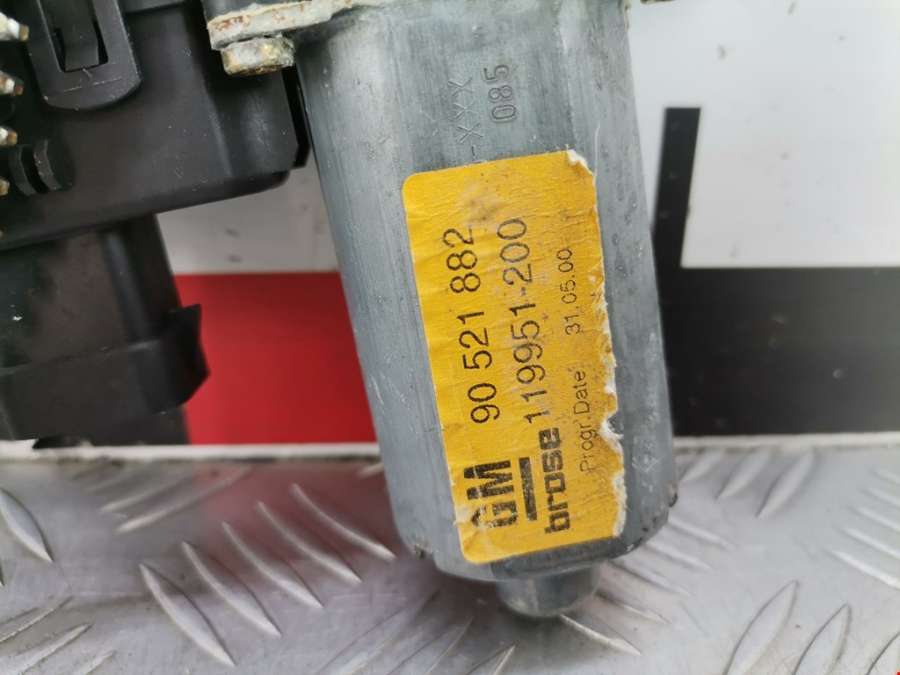 -XXX
085
GM 90 521 882
brose 119951-200
Progr.Date: 31.05.00